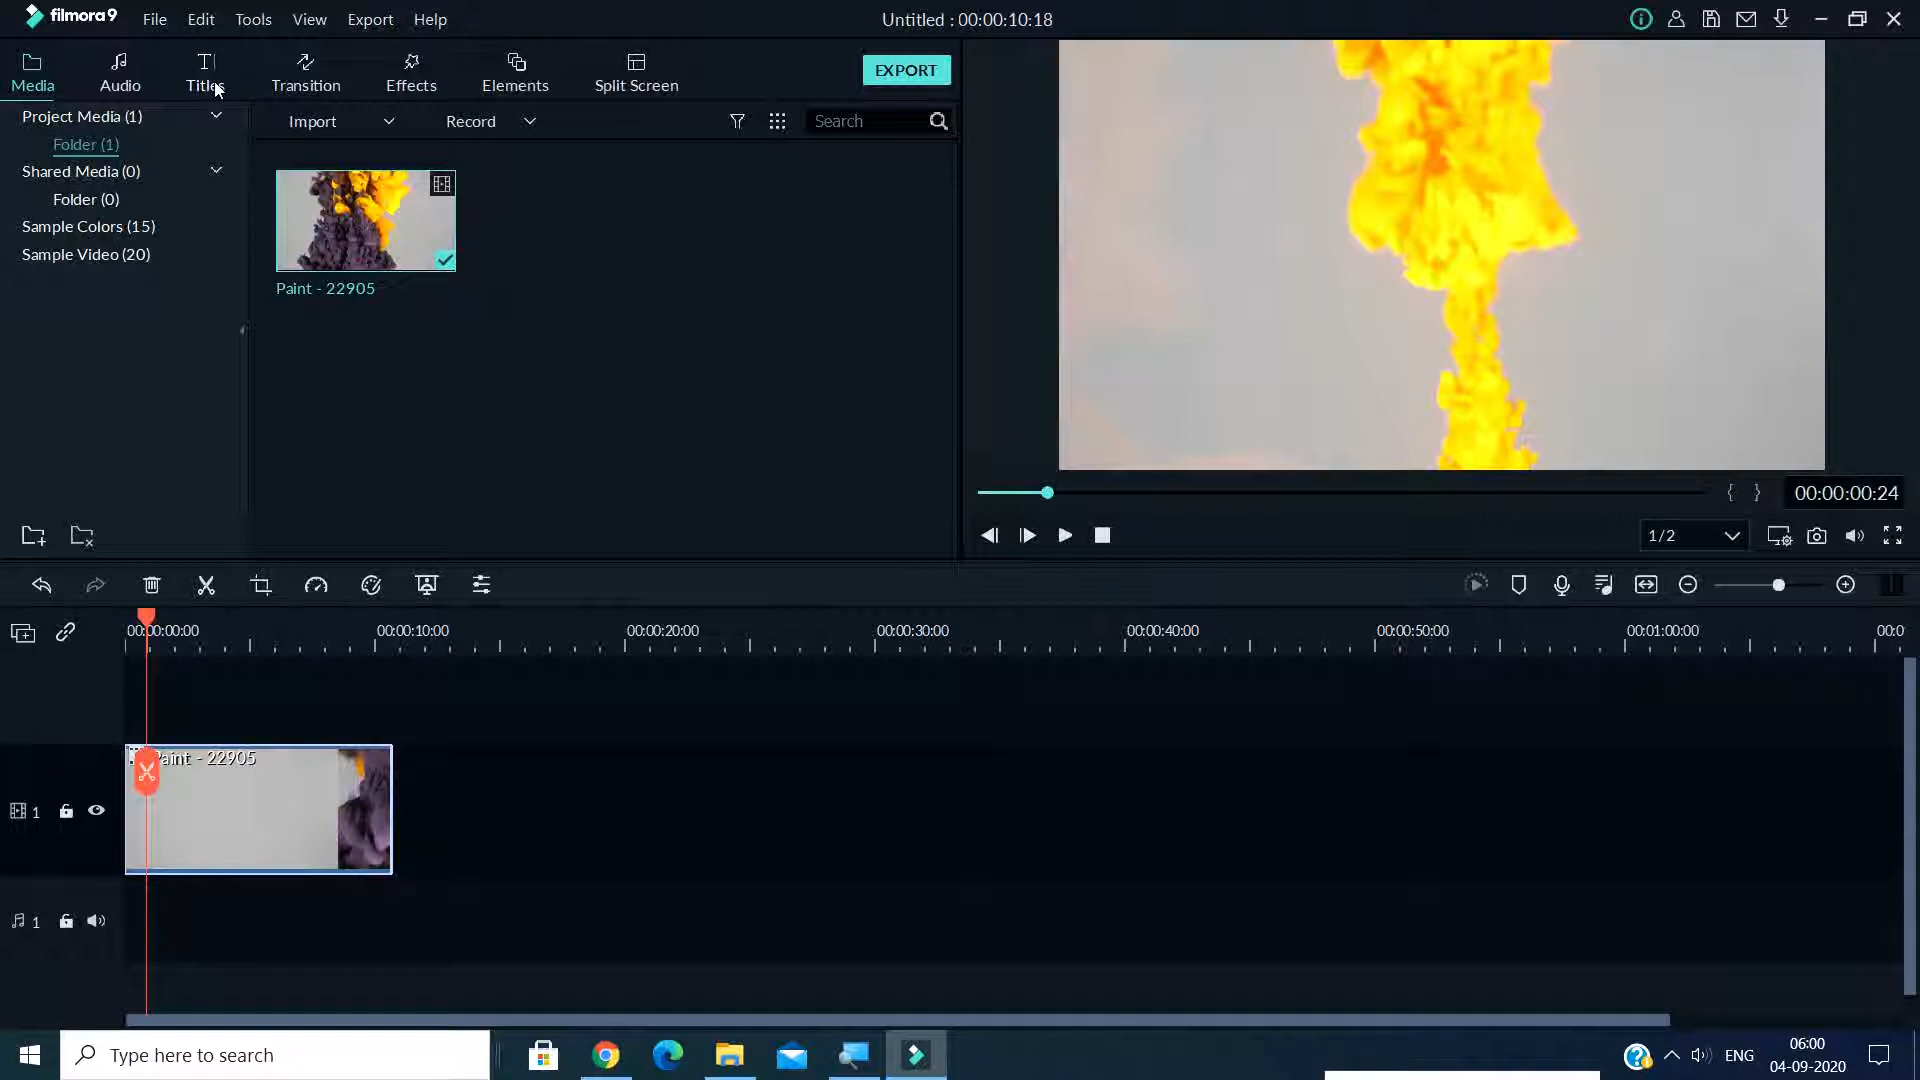 filmora9 File Edit Tools View Export Help Untitled : 00:00:10:18
Media Audio Titles Transition Effects Elements Split Screen EXPORT
Project Media (1) Import Record Search
Folder (1)
Shared Media (0)
Folder (0)
Sample Colors (15)
Sample Video (20)
Paint - 22905
{ } 00:00:00:24
1/2
00:00:00:00 00:00:10:00 00:00:20:00 00:00:30:00 00:00:40:00 00:00:50:00 00:01:00:00 00:0
Paint - 22905
1
1
Type here to search ENG 06:00
04-09-2020